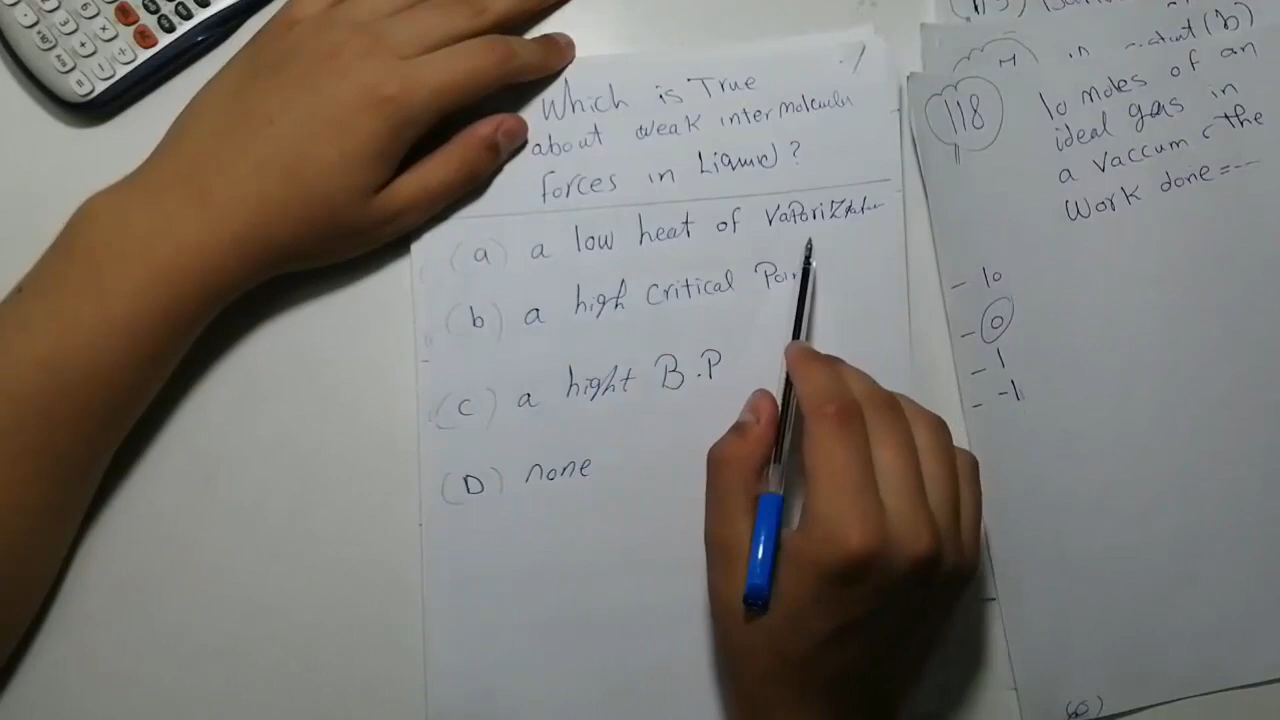 Which is True
about weak intermolecular
forces in Liquid?
(a) a low heat of vaporization
(b) a high critical Poin
(c) a hight B.P
(D) none
118
10 moles of an
ideal gas in
a vaccum the
work done=---
- 10
- 0
- 1
- -1